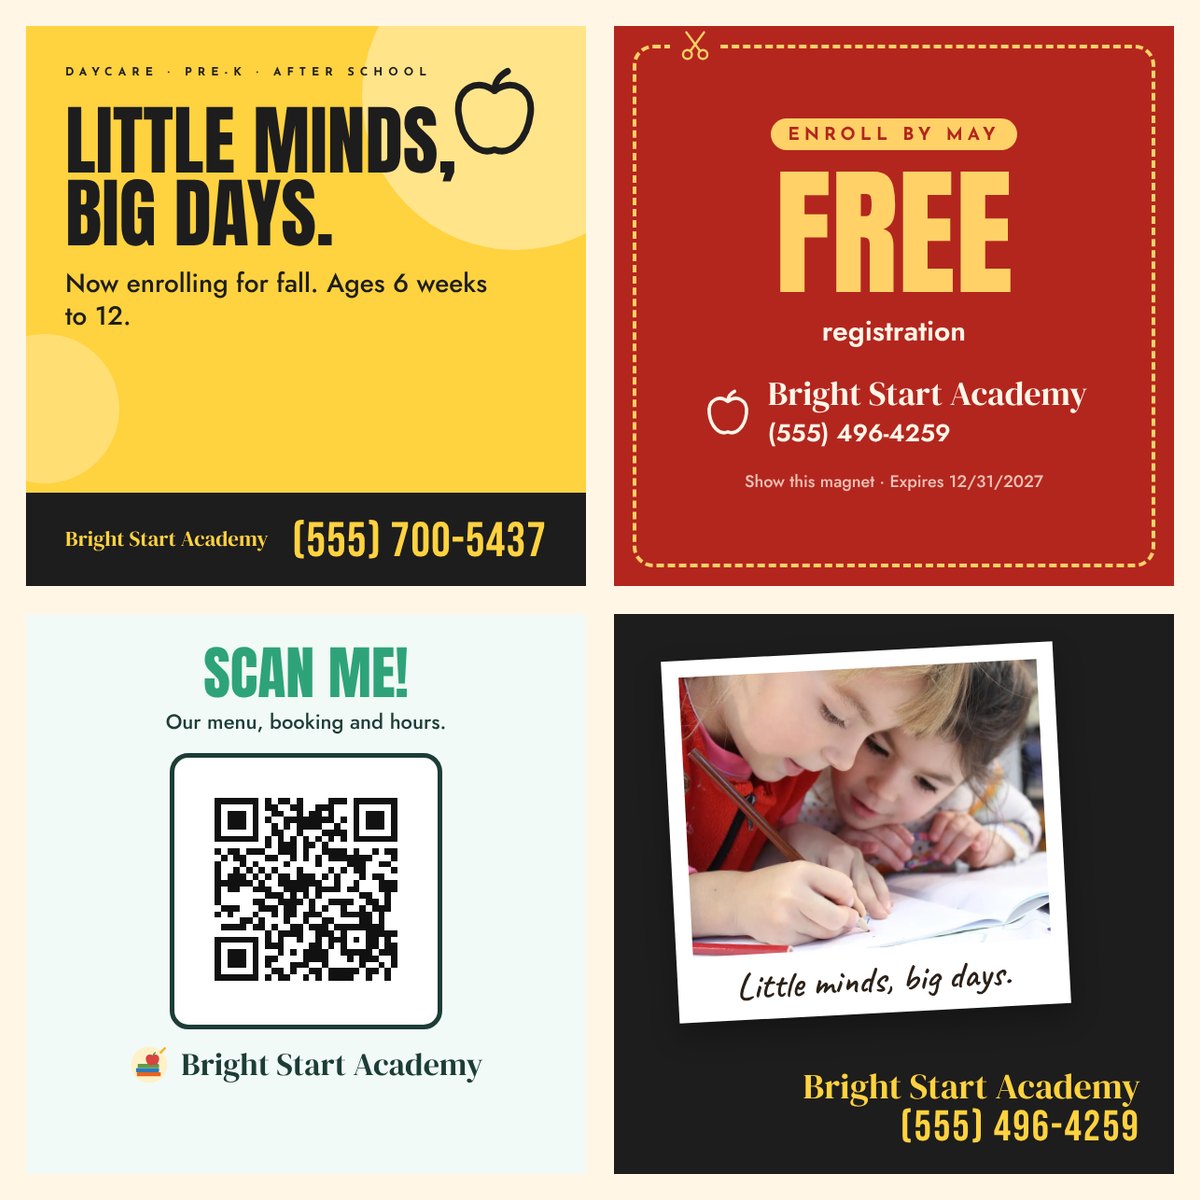 DAYCARE · PRE-K · AFTER SCHOOL
LITTLE MINDS,
BIG DAYS.
Now enrolling for fall. Ages 6 weeks
to 12.
Bright Start Academy
(555) 700-5437
ENROLL BY MAY
FREE
registration
Bright Start Academy
(555) 496-4259
Show this magnet · Expires 12/31/2027
SCAN ME!
Our menu, booking and hours.
Bright Start Academy
Little minds, big days.
Bright Start Academy
(555) 496-4259